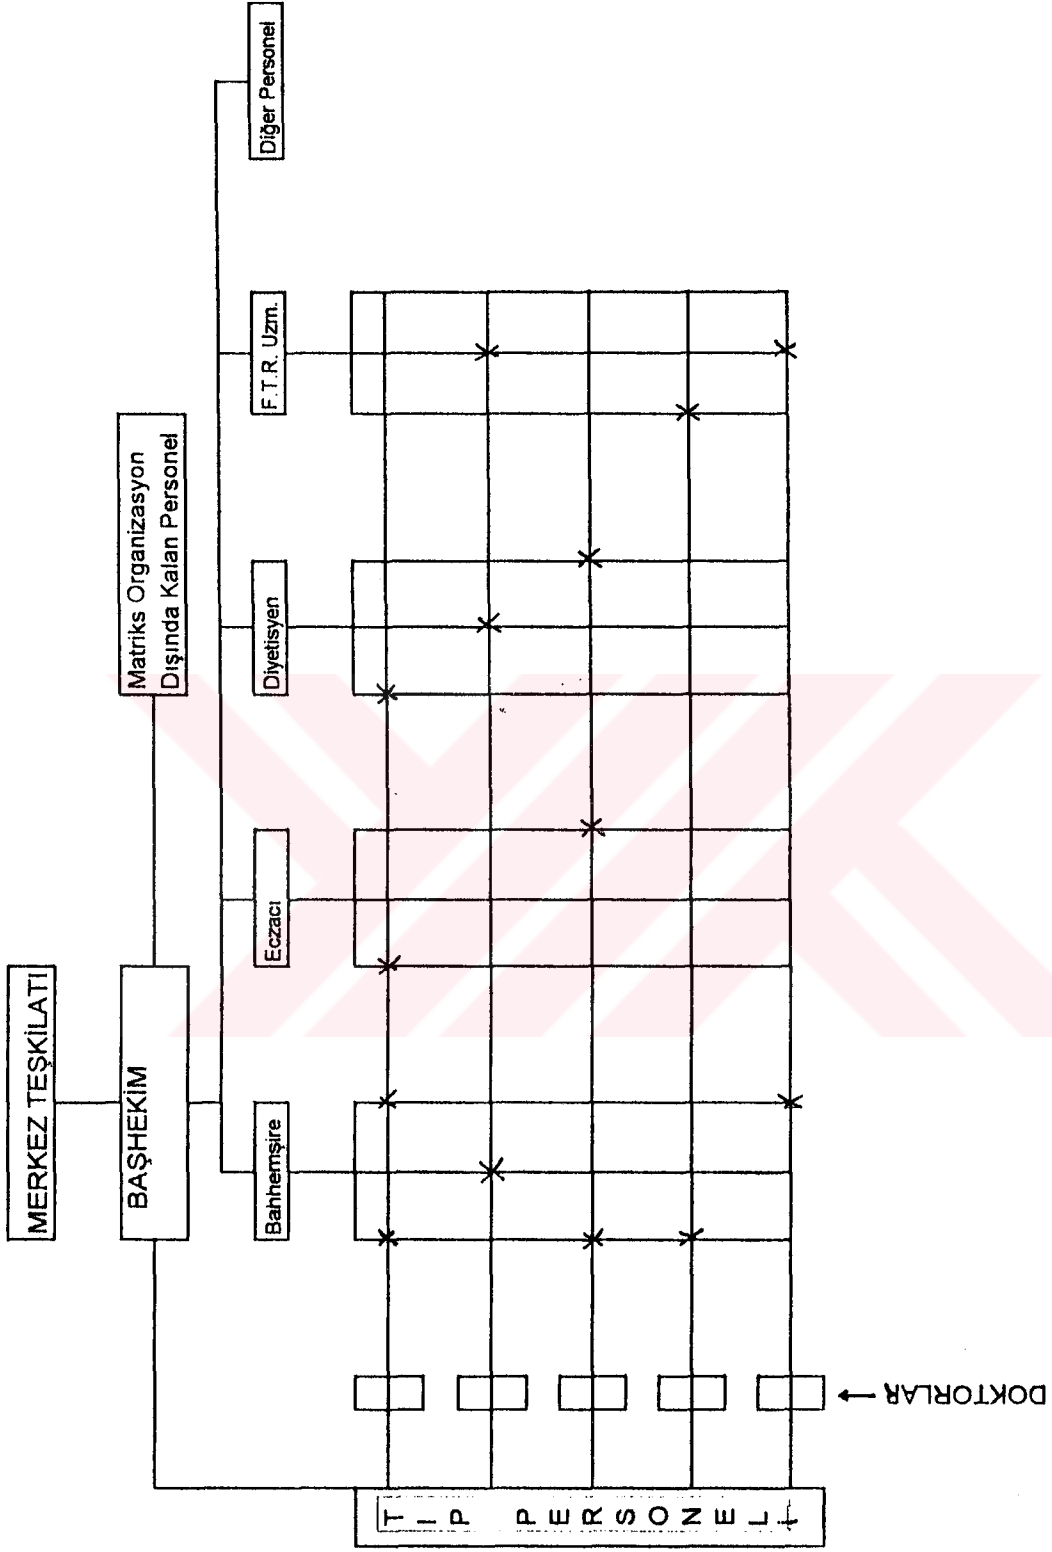 MERKEZ TEŞKİLATI
BAŞHEKİM
Matriks Organizasyon
Dışında Kalan Personel
Bahhemşire
Eczacı
Diyetisyen
F.T.R. Uzm.
Diğer Personel
TIP PERSONELİ
DOKTORLAR